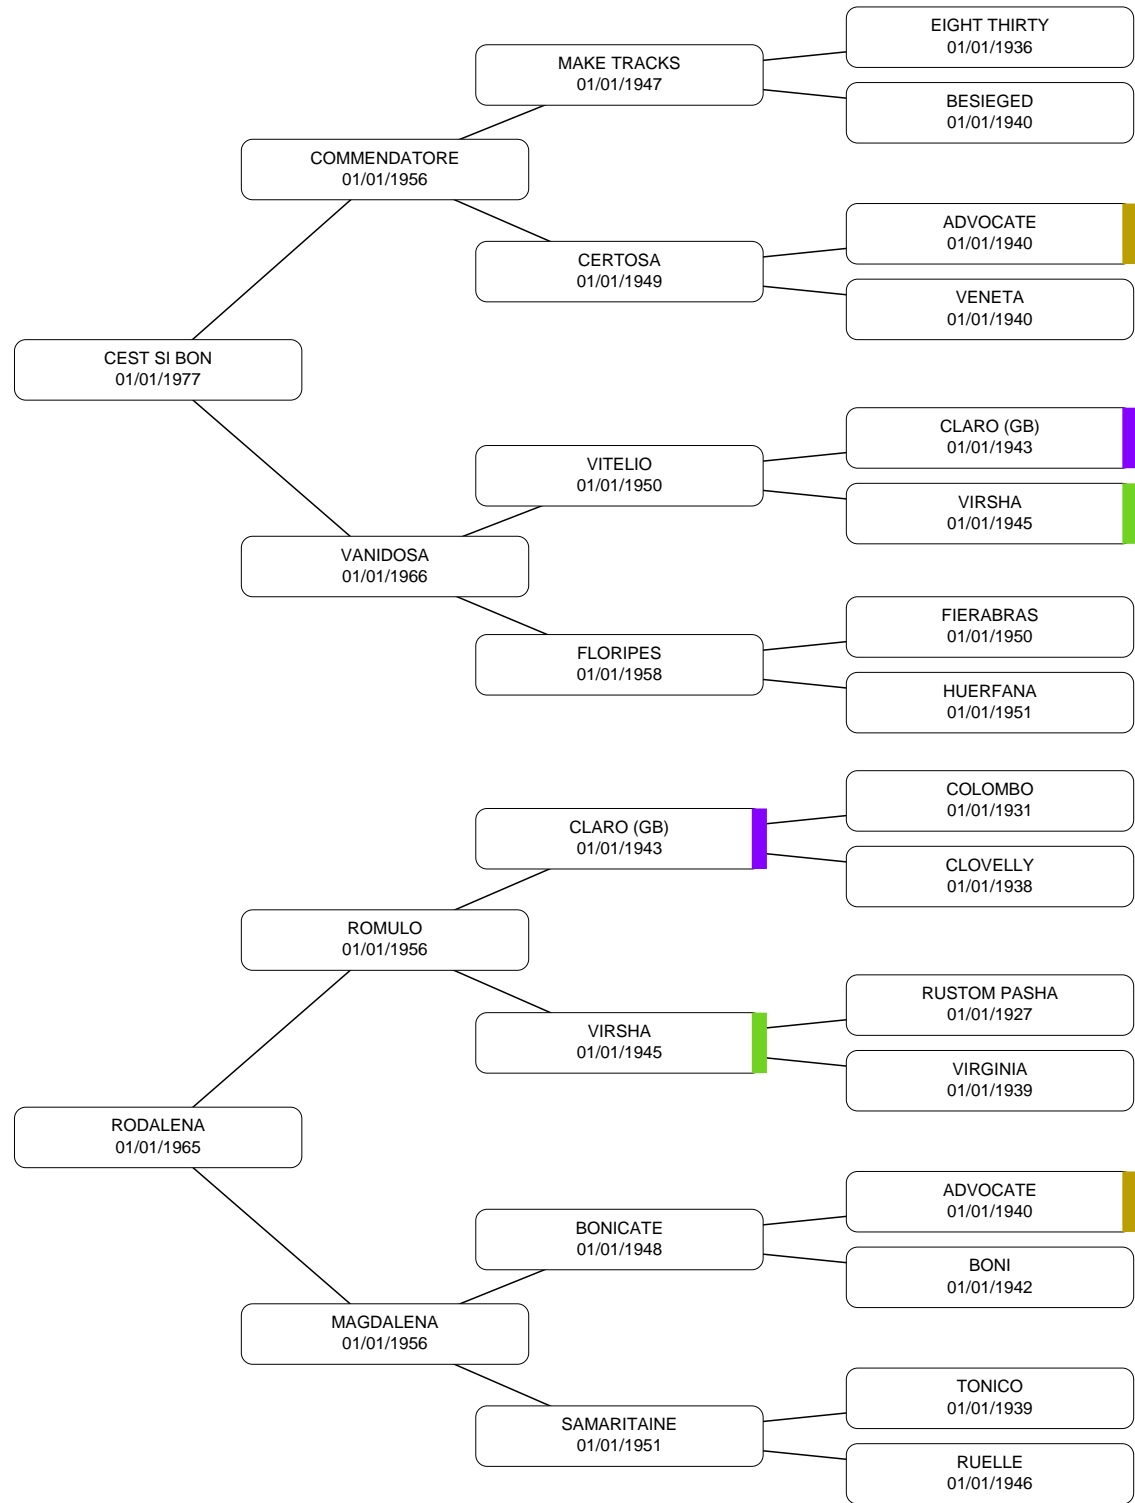 EIGHT THIRTY
01/01/1936
MAKE TRACKS
01/01/1947
BESIEGED
01/01/1940
COMMENDATORE
01/01/1956
ADVOCATE
01/01/1940
CERTOSA
01/01/1949
VENETA
01/01/1940
CEST SI BON
01/01/1977
CLARO (GB)
01/01/1943
VITELIO
01/01/1950
VIRSHA
01/01/1945
VANIDOSA
01/01/1966
FIERABRAS
01/01/1950
FLORIPES
01/01/1958
HUERFANA
01/01/1951
COLOMBO
01/01/1931
CLARO (GB)
01/01/1943
CLOVELLY
01/01/1938
ROMULO
01/01/1956
RUSTOM PASHA
01/01/1927
VIRSHA
01/01/1945
VIRGINIA
01/01/1939
RODALENA
01/01/1965
ADVOCATE
01/01/1940
BONICATE
01/01/1948
BONI
01/01/1942
MAGDALENA
01/01/1956
TONICO
01/01/1939
SAMARITAINE
01/01/1951
RUELLE
01/01/1946